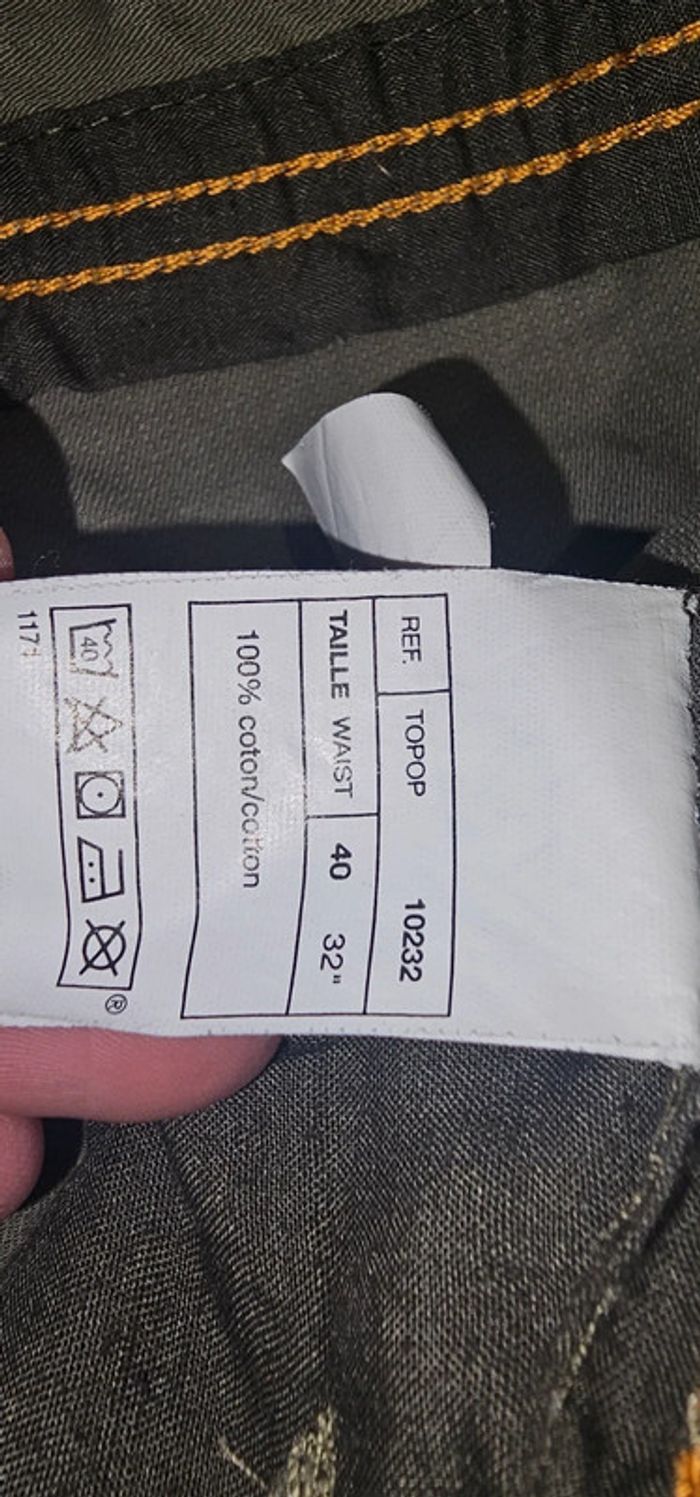 REF. TOPOP 10232
TAILLE WAIST 40 32"
100% coton/cotton
40
®